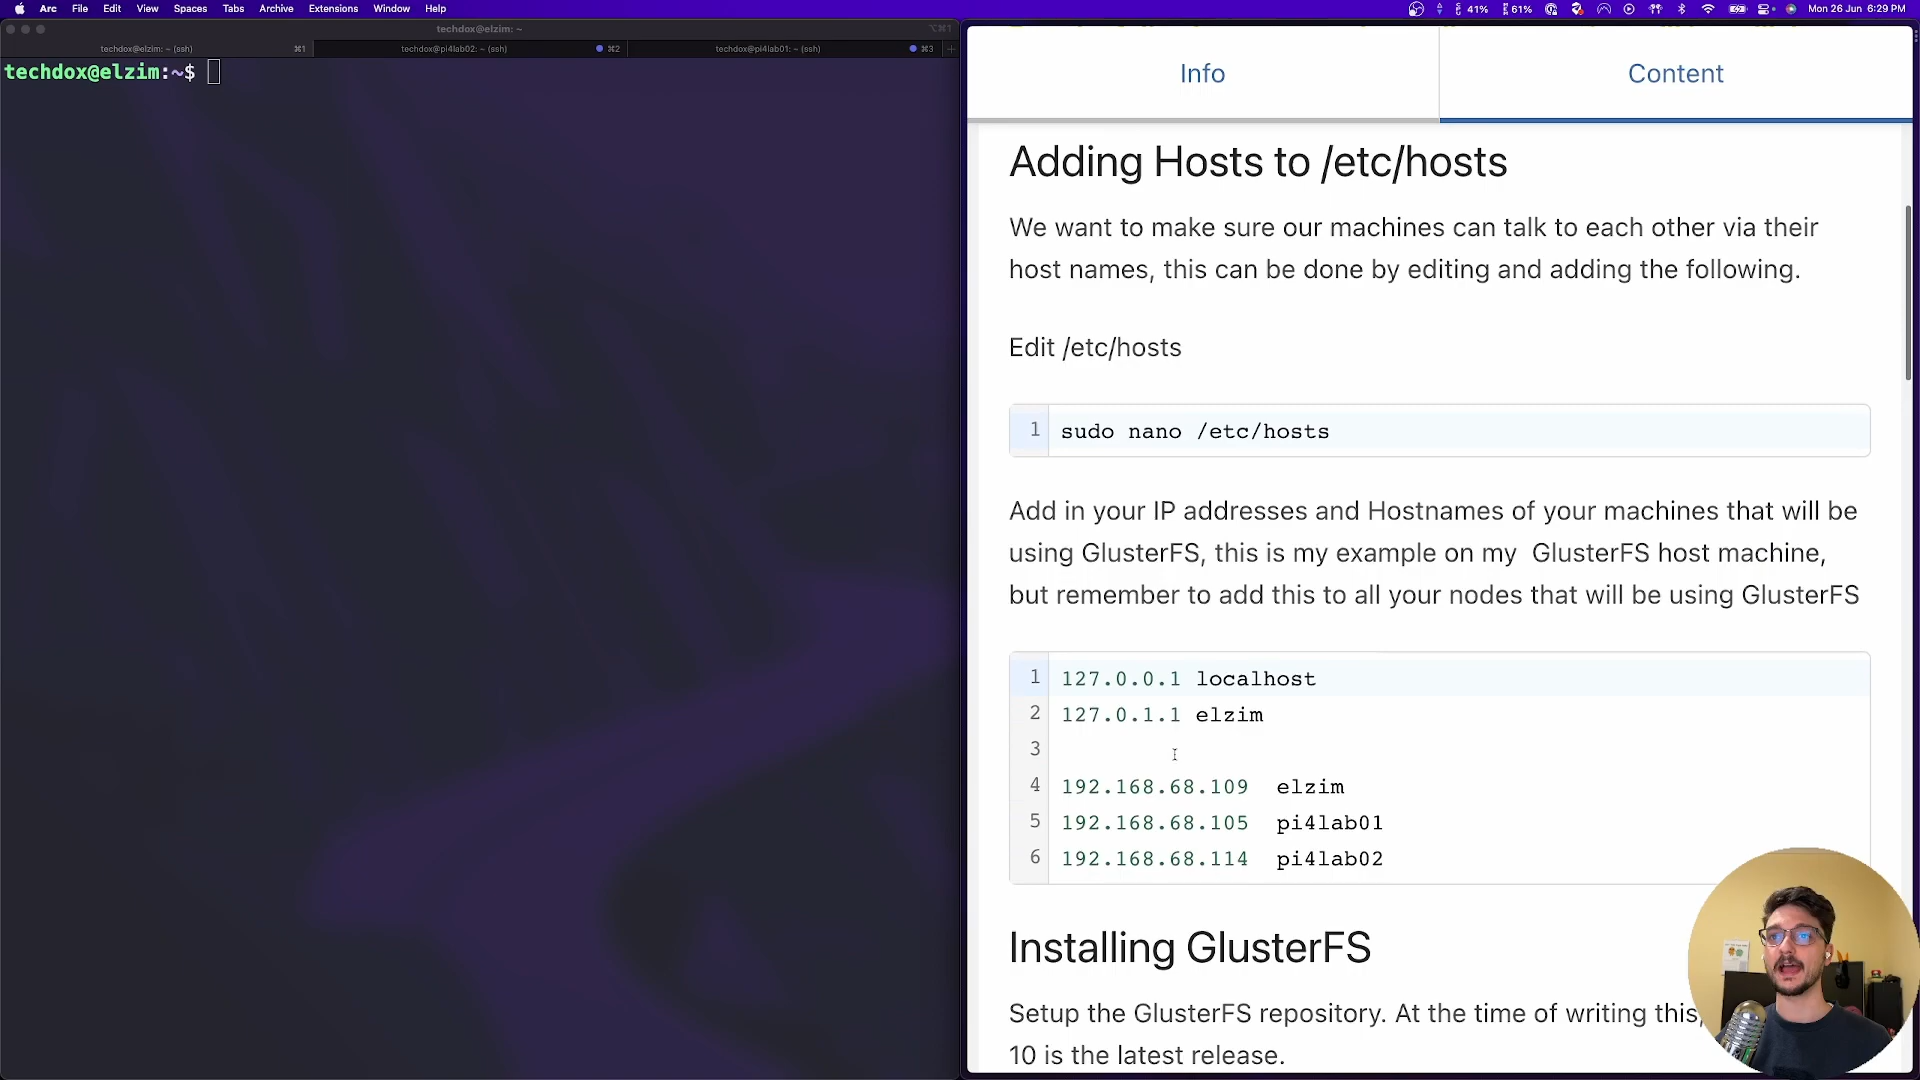 Arc File Edit View Spaces Tabs Archive Extensions Window Help
41% 61% Mon 26 Jun 6:29 PM
techdox@elzim: ~
⌥⌘1
techdox@elzim: ~ (ssh) ⌘1
techdox@pi4lab02: ~ (ssh) ⌘2
techdox@pi4lab01: ~ (ssh) ⌘3
techdox@elzim:~$
Info
Content
Adding Hosts to /etc/hosts
We want to make sure our machines can talk to each other via their
host names, this can be done by editing and adding the following.
Edit /etc/hosts
1 sudo nano /etc/hosts
Add in your IP addresses and Hostnames of your machines that will be
using GlusterFS, this is my example on my GlusterFS host machine,
but remember to add this to all your nodes that will be using GlusterFS
1 127.0.0.1 localhost
2 127.0.1.1 elzim
3
4 192.168.68.109 elzim
5 192.168.68.105 pi4lab01
6 192.168.68.114 pi4lab02
Installing GlusterFS
Setup the GlusterFS repository. At the time of writing this,
10 is the latest release.